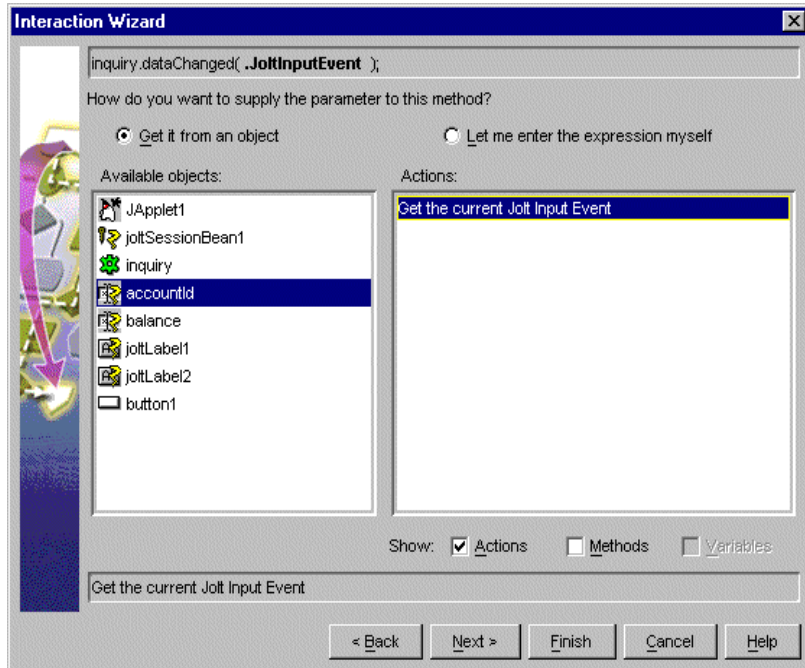 Interaction Wizard
inquiry.dataChanged( .JoltInputEvent );
How do you want to supply the parameter to this method?
Get it from an object
Let me enter the expression myself
Available objects:
Actions:
JApplet1
joltSessionBean1
inquiry
accountId
balance
joltLabel1
joltLabel2
button1
Get the current Jolt Input Event
Show: Actions Methods Variables
Get the current Jolt Input Event
< Back Next > Finish Cancel Help